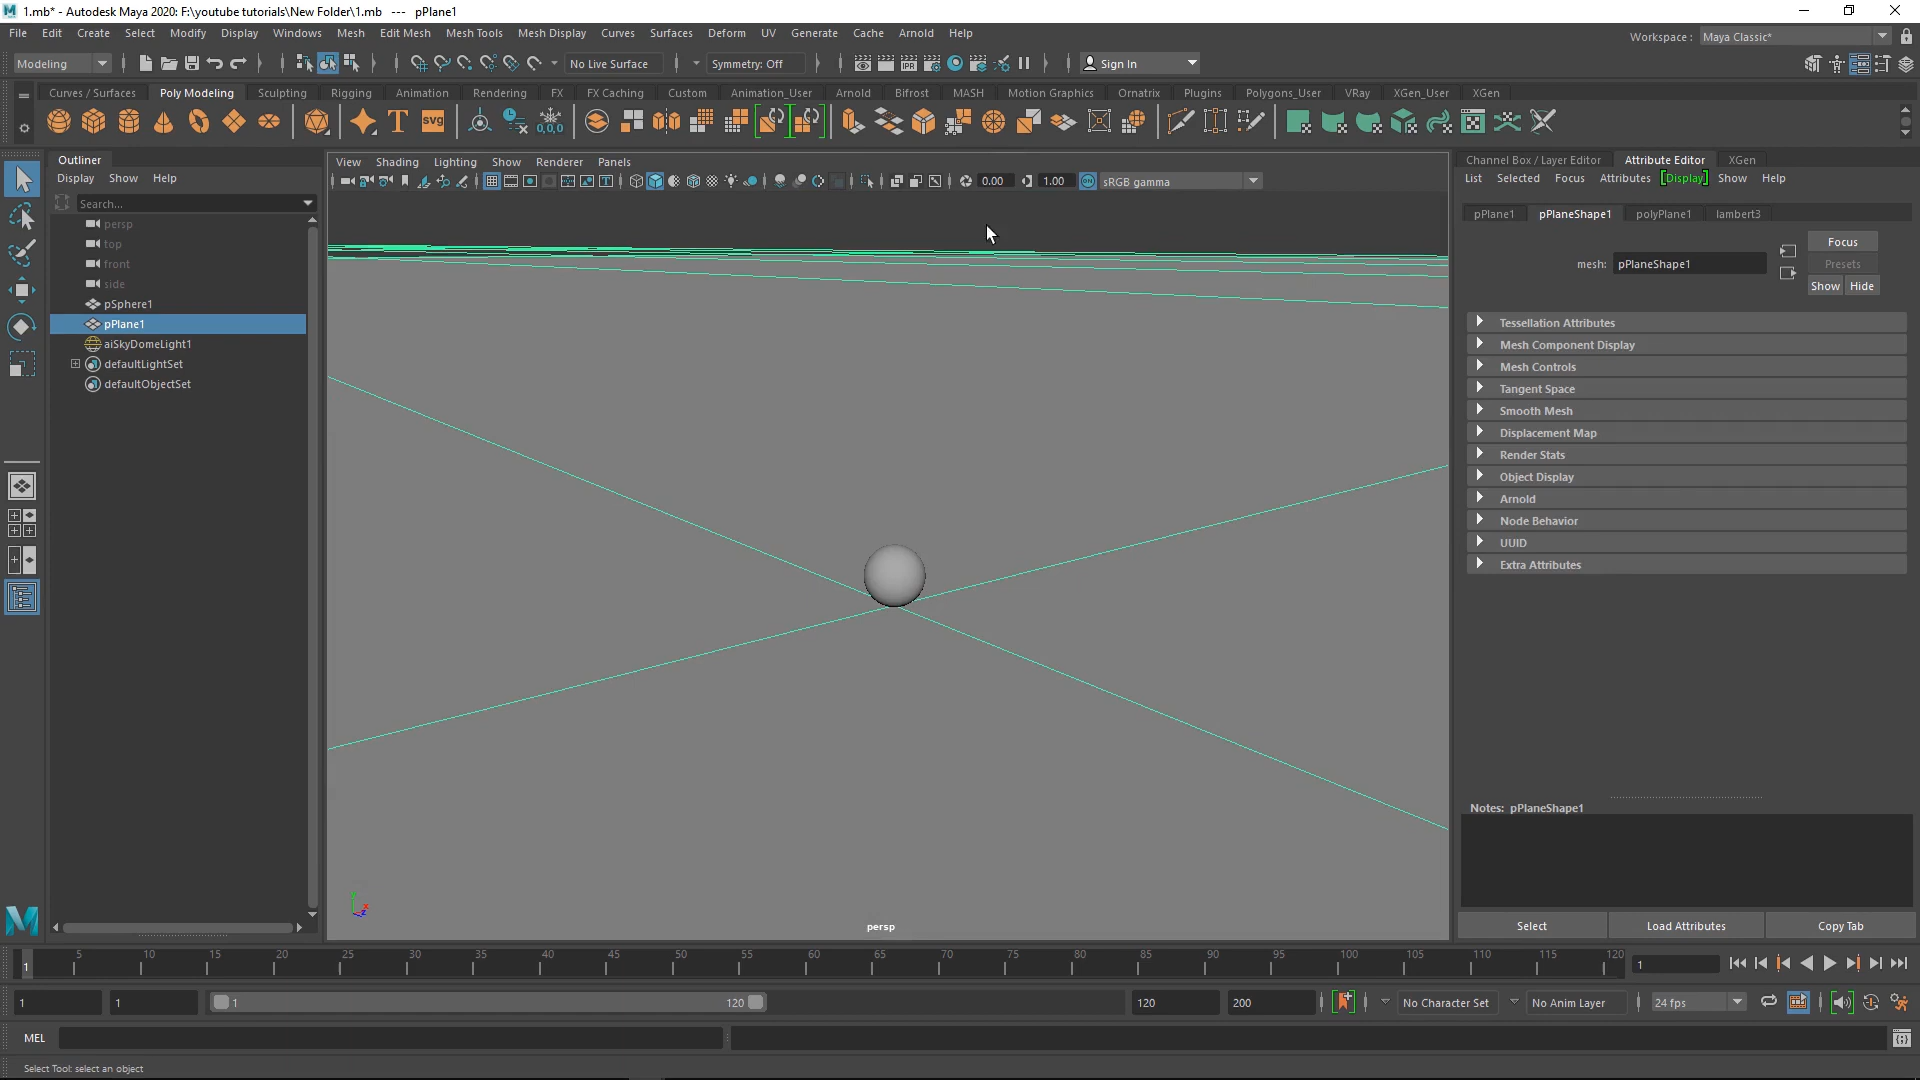 1.mb* - Autodesk Maya 2020: F:\youtube tutorials\New Folder\1.mb --- pPlane1
File Edit Create Select Modify Display Windows Mesh Edit Mesh Mesh Tools Mesh Display Curves Surfaces Deform UV Generate Cache Arnold Help
Workspace : Maya Classic*
Modeling No Live Surface Symmetry: Off IPR Sign In
Curves / Surfaces Poly Modeling Sculpting Rigging Animation Rendering FX FX Caching Custom Animation_User Arnold Bifrost MASH Motion Graphics Ornatrix Plugins Polygons_User VRay XGen_User XGen
T svg 0,0,0
Outliner
Display Show Help
Search...
persp
top
front
side
pSphere1
pPlane1
aiSkyDomeLight1
defaultLightSet
defaultObjectSet
View Shading Lighting Show Renderer Panels
0.00 1.00 ON sRGB gamma
persp
Channel Box / Layer Editor Attribute Editor XGen
List Selected Focus Attributes [Display] Show Help
pPlane1 pPlaneShape1 polyPlane1 lambert3
mesh: pPlaneShape1
Focus
Presets
Show Hide
Tessellation Attributes
Mesh Component Display
Mesh Controls
Tangent Space
Smooth Mesh
Displacement Map
Render Stats
Object Display
Arnold
Node Behavior
UUID
Extra Attributes
Notes: pPlaneShape1
Select Load Attributes Copy Tab
1 5 10 15 20 25 30 35 40 45 50 55 60 65 70 75 80 85 90 95 100 105 110 115 120 1
1 1 1 120 120 200 No Character Set No Anim Layer 24 fps
MEL
Select Tool: select an object